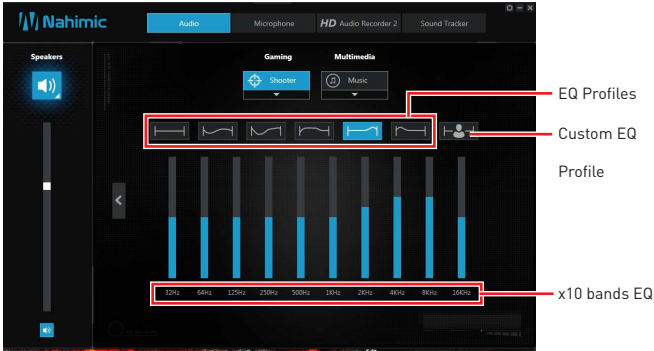 Nahimic
Audio
Microphone
HD Audio Recorder 2
Sound Tracker
Speakers
Gaming
Multimedia
Shooter
Music
EQ Profiles
Custom EQ
Profile
32Hz 64Hz 125Hz 250Hz 500Hz 1KHz 2KHz 4KHz 8KHz 16KHz
x10 bands EQ